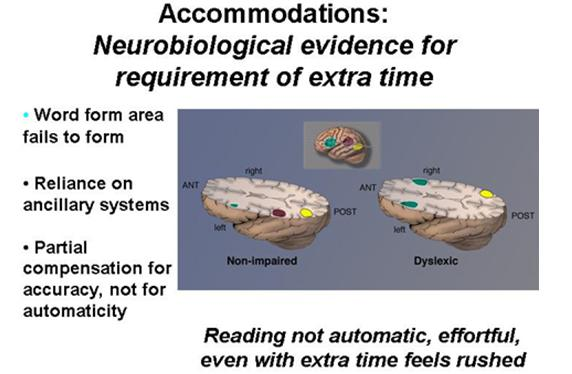 Accommodations:
Neurobiological evidence for
requirement of extra time
• Word form area
fails to form
• Reliance on
ancillary systems
• Partial
compensation for
accuracy, not for
automaticity
right
ANT
POST
left
Non-impaired
right
ANT
POST
left
Dyslexic
Reading not automatic, effortful,
even with extra time feels rushed